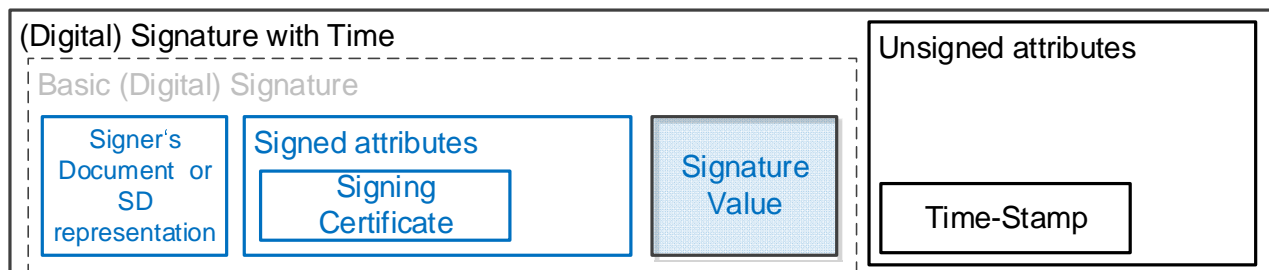 (Digital) Signature with Time
Unsigned attributes
Basic (Digital) Signature
Signer‘s
Document or
SD
representation
Signed attributes
Signing
Certificate
Signature
Value
Time-Stamp